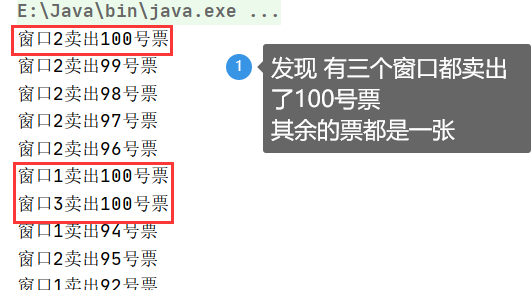 E:\Java\bin\java.exe ...
窗口2卖出100号票
窗口2卖出99号票
窗口2卖出98号票
窗口2卖出97号票
窗口2卖出96号票
窗口1卖出100号票
窗口3卖出100号票
窗口1卖出94号票
窗口2卖出95号票
窗口1卖出92号票
1
发现 有三个窗口都卖出
了100号票
其余的票都是一张